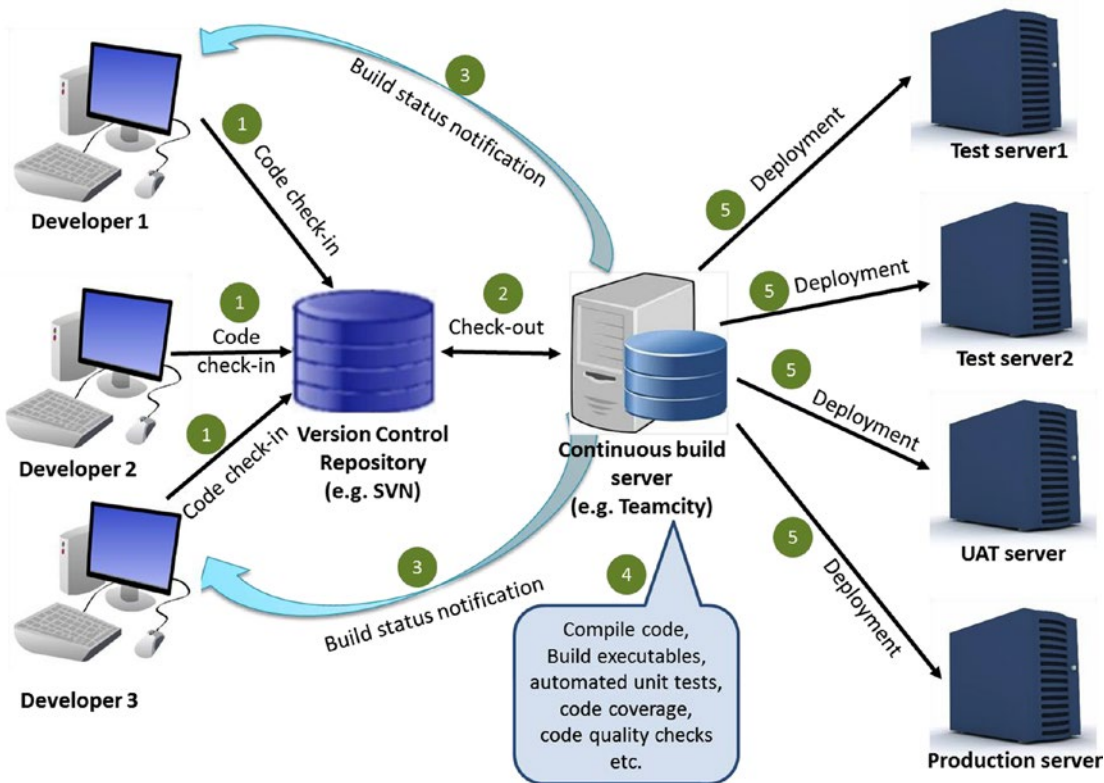 3
Build status notification
1
Code check-in
Developer 1
5
Deployment
Test server1
1
Code
check-in
Developer 2
2
Check-out
5
Deployment
Test server2
Version Control
Repository
(e.g. SVN)
Continuous build
server
(e.g. Teamcity)
5
Deployment
UAT server
1
Code check-in
Developer 3
3
Build status notification
4
Compile code,
Build executables,
automated unit tests,
code coverage,
code quality checks
etc.
5
Deployment
Production server